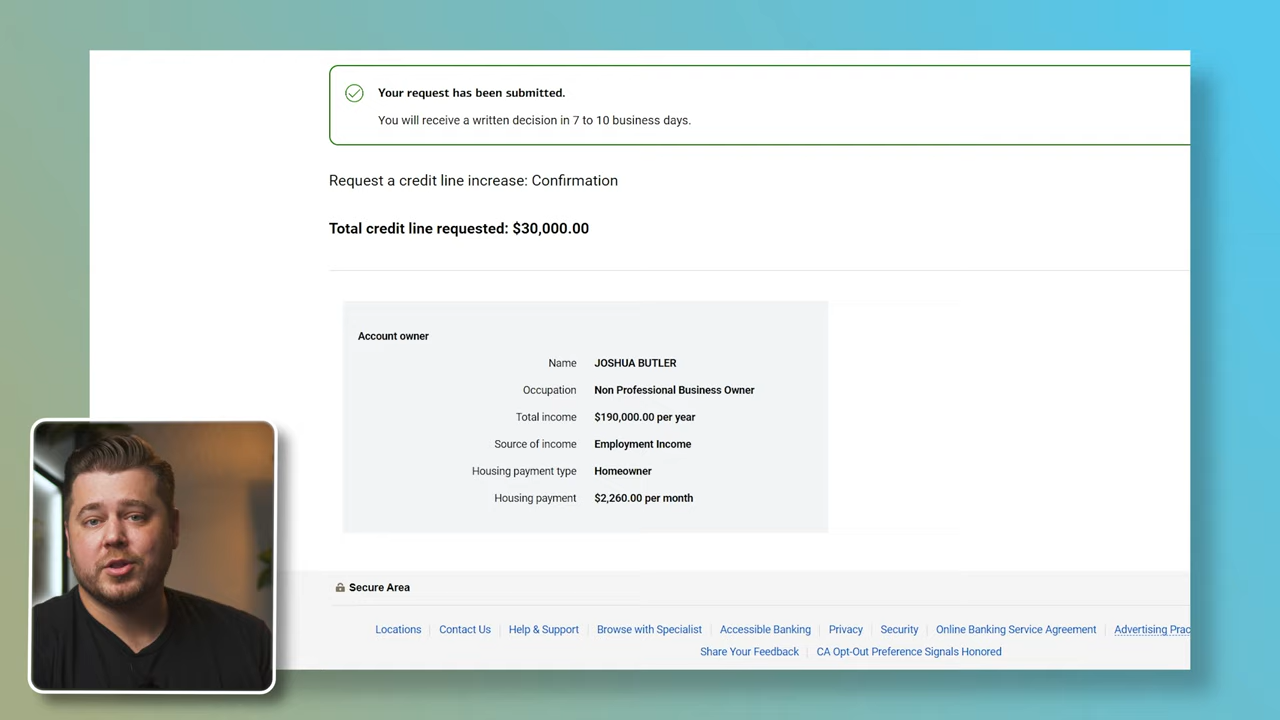 Your request has been submitted.
You will receive a written decision in 7 to 10 business days.
Request a credit line increase: Confirmation
Total credit line requested: $30,000.00
Account owner
Name JOSHUA BUTLER
Occupation Non Professional Business Owner
Total income $190,000.00 per year
Source of income Employment Income
Housing payment type Homeowner
Housing payment $2,260.00 per month
Secure Area
Locations Contact Us Help & Support Browse with Specialist Accessible Banking Privacy Security Online Banking Service Agreement Advertising Prac
Share Your Feedback CA Opt-Out Preference Signals Honored